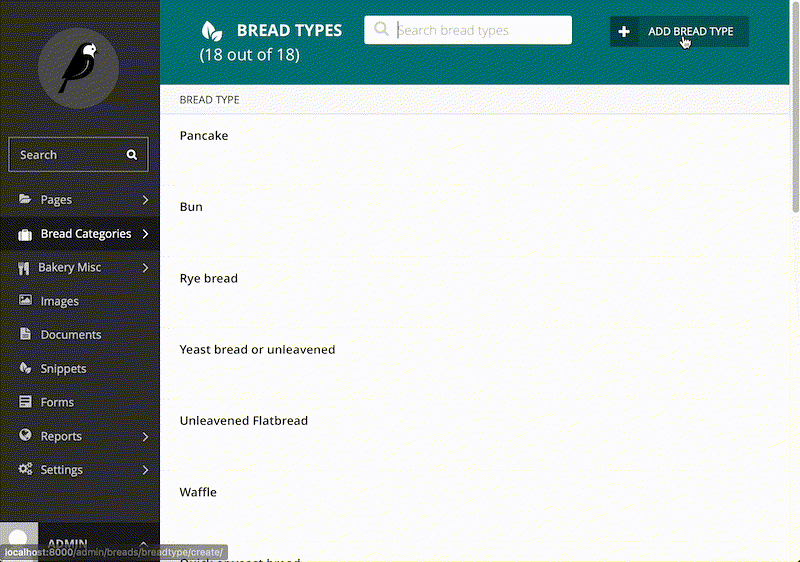 BREAD TYPES
(18 out of 18)
Search bread types
ADD BREAD TYPE
Search
Pages
Bread Categories
Bakery Misc
Images
Documents
Snippets
Forms
Reports
Settings
ADMIN
localhost:8000/admin/breads/breadtype/create/
BREAD TYPE
Pancake
Bun
Rye bread
Yeast bread or unleavened
Unleavened Flatbread
Waffle